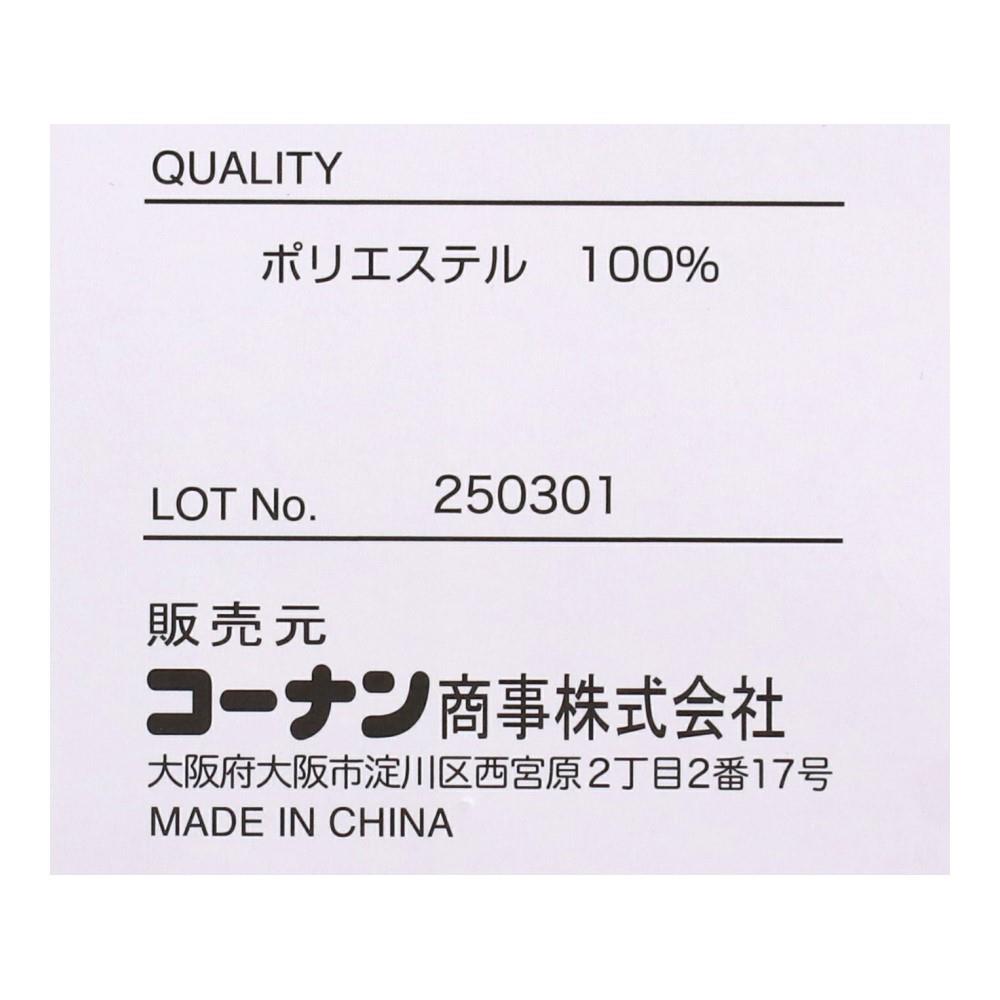 QUALITY
ポリエステル　100%
LOT No. 250301
販売元
コーナン商事株式会社
大阪府大阪市淀川区西宮原2丁目2番17号
MADE IN CHINA